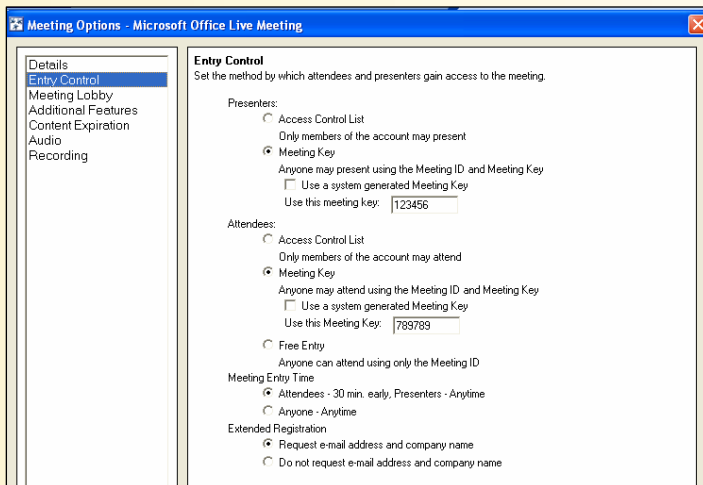 Meeting Options - Microsoft Office Live Meeting
Details
Entry Control
Meeting Lobby
Additional Features
Content Expiration
Audio
Recording
Entry Control
Set the method by which attendees and presenters gain access to the meeting.
Presenters:
Access Control List
Only members of the account may present
Meeting Key
Anyone may present using the Meeting ID and Meeting Key
Use a system generated Meeting Key
Use this meeting key: 123456
Attendees:
Access Control List
Only members of the account may attend
Meeting Key
Anyone may attend using the Meeting ID and Meeting Key
Use a system generated Meeting Key
Use this Meeting Key: 789789
Free Entry
Anyone can attend using only the Meeting ID
Meeting Entry Time
Attendees - 30 min. early, Presenters - Anytime
Anyone - Anytime
Extended Registration
Request e-mail address and company name
Do not request e-mail address and company name